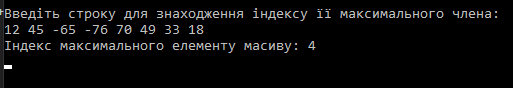 Введіть строку для знаходження індексу її максимального члена:
12 45 -65 -76 70 49 33 18
Індекс максимального елементу масиву: 4